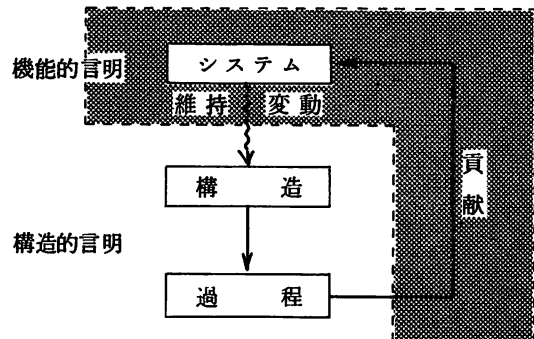 機能的言明
システム
維持 変動
構造
貢献
構造的言明
過程